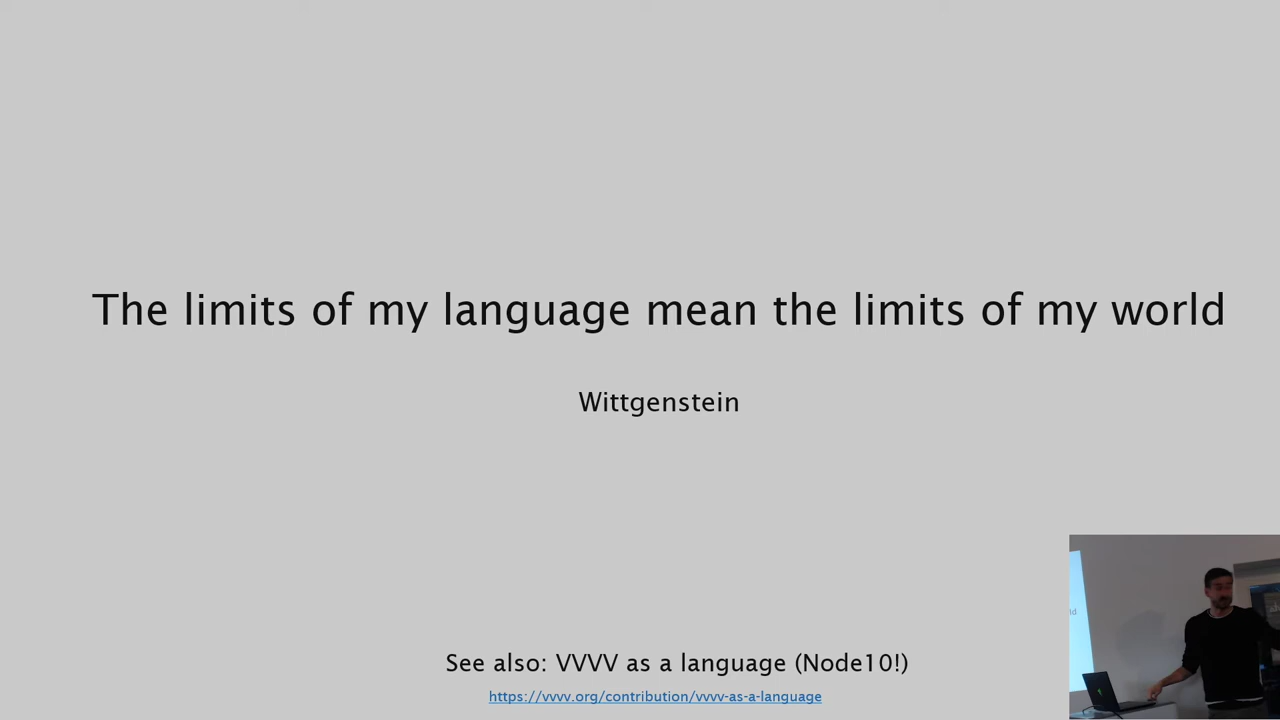 The limits of my language mean the limits of my world
Wittgenstein
See also: VVVV as a language (Node10!)
https://vvvv.org/contribution/vvvv-as-a-language